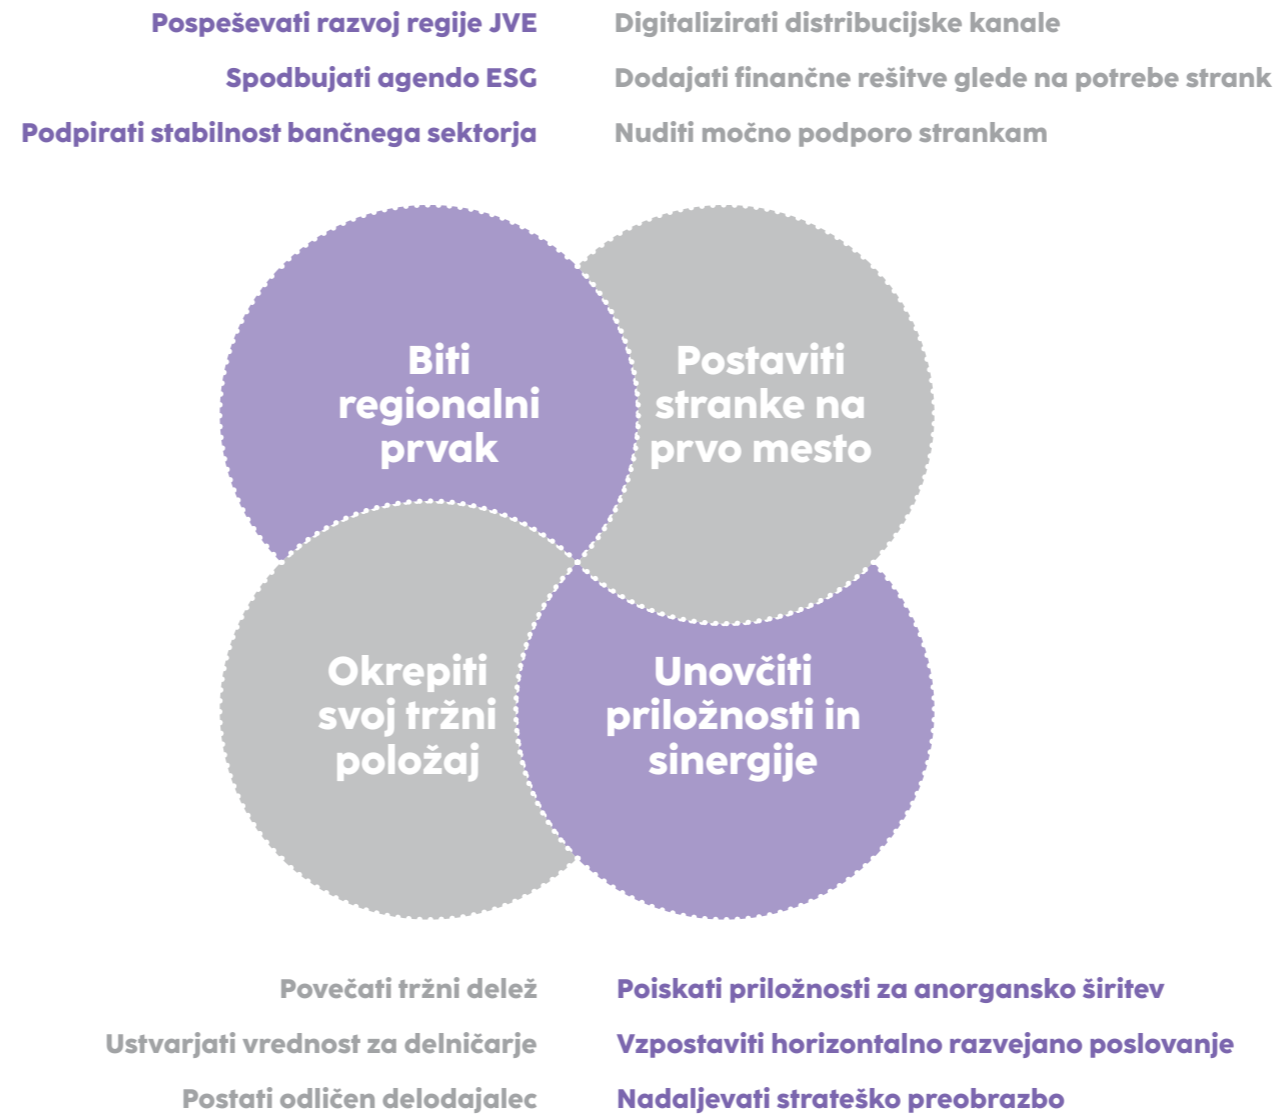 Pospeševati razvoj regije JVE
Spodbujati agendo ESG
Podpirati stabilnost bančnega sektorja
Digitalizirati distribucijske kanale
Dodajati finančne rešitve glede na potrebe strank
Nuditi močno podporo strankam
Biti
regionalni
prvak
Postaviti
stranke na
prvo mesto
Okrepiti
svoj tržni
položaj
Unovčiti
priložnosti in
sinergije
Povečati tržni delež
Ustvarjati vrednost za delničarje
Postati odličen delodajalec
Poiskati priložnosti za anorgansko širitev
Vzpostaviti horizontalno razvejano poslovanje
Nadaljevati strateško preobrazbo